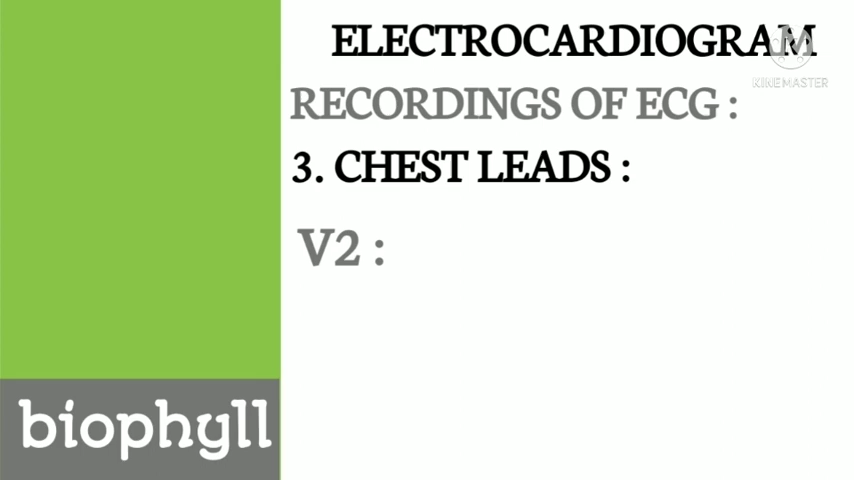 ELECTROCARDIOGRAM
KINEMASTER
RECORDINGS OF ECG :
3. CHEST LEADS :
V2 :
biophyll